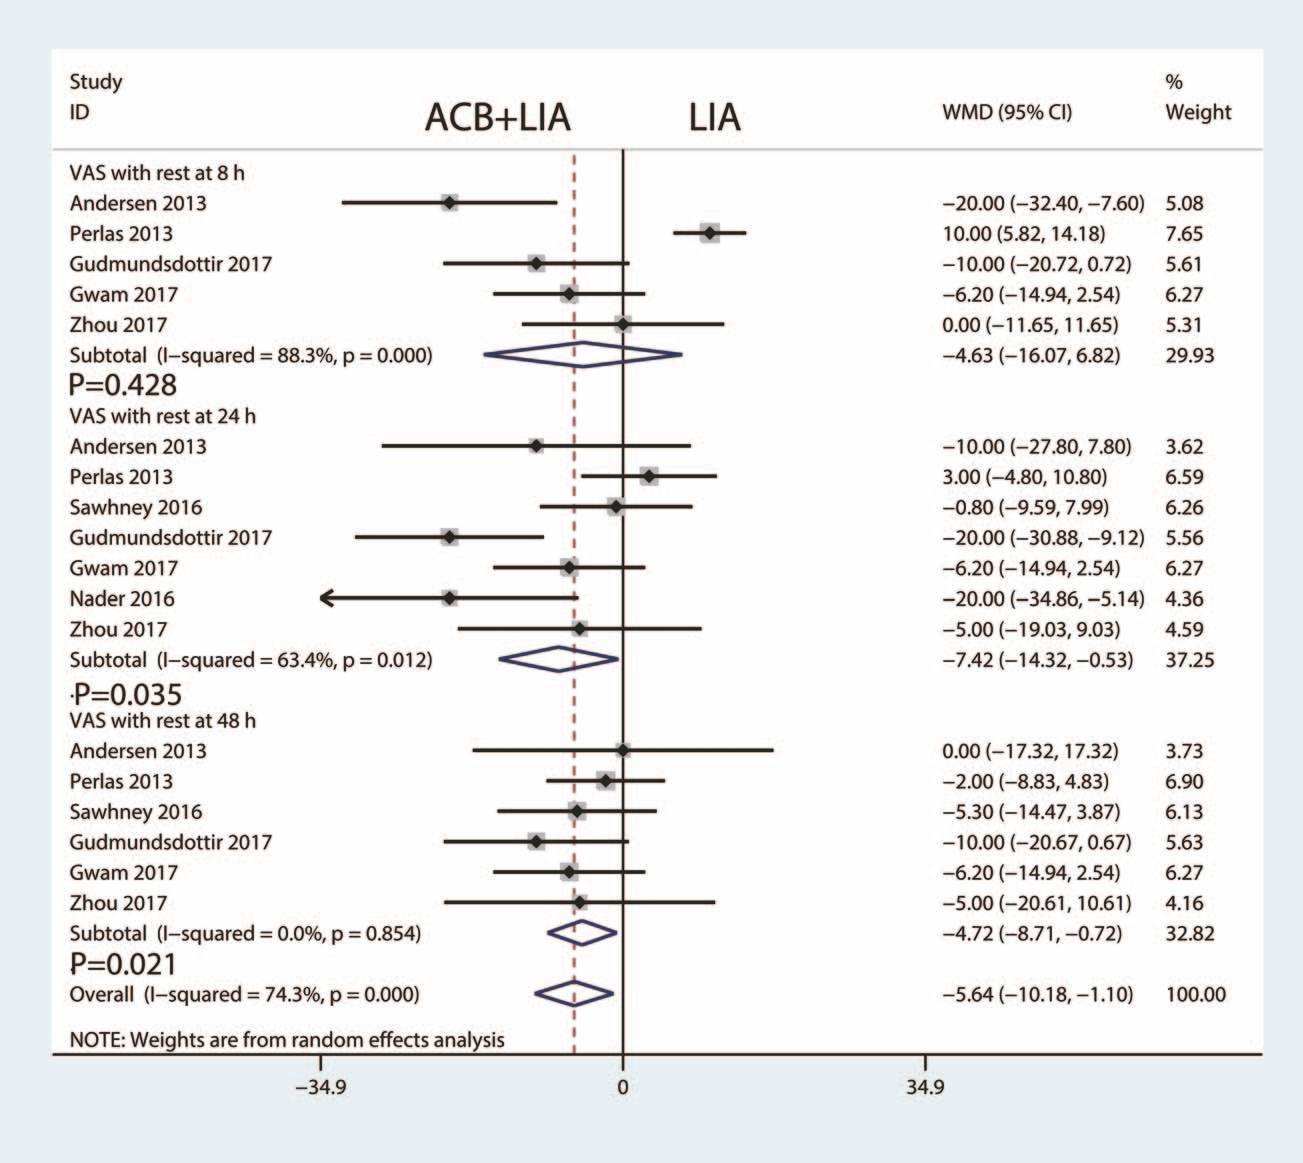 Study %
ID ACB+LIA LIA WMD (95% CI) Weight
VAS with rest at 8 h
Andersen 2013 −20.00 (−32.40, −7.60) 5.08
Perlas 2013 10.00 (5.82, 14.18) 7.65
Gudmundsdottir 2017 −10.00 (−20.72, 0.72) 5.61
Gwam 2017 −6.20 (−14.94, 2.54) 6.27
Zhou 2017 0.00 (−11.65, 11.65) 5.31
Subtotal (I−squared = 88.3%, p = 0.000) −4.63 (−16.07, 6.82) 29.93
P=0.428
VAS with rest at 24 h
Andersen 2013 −10.00 (−27.80, 7.80) 3.62
Perlas 2013 3.00 (−4.80, 10.80) 6.59
Sawhney 2016 −0.80 (−9.59, 7.99) 6.26
Gudmundsdottir 2017 −20.00 (−30.88, −9.12) 5.56
Gwam 2017 −6.20 (−14.94, 2.54) 6.27
Nader 2016 −20.00 (−34.86, −5.14) 4.36
Zhou 2017 −5.00 (−19.03, 9.03) 4.59
Subtotal (I−squared = 63.4%, p = 0.012) −7.42 (−14.32, −0.53) 37.25
P=0.035
VAS with rest at 48 h
Andersen 2013 0.00 (−17.32, 17.32) 3.73
Perlas 2013 −2.00 (−8.83, 4.83) 6.90
Sawhney 2016 −5.30 (−14.47, 3.87) 6.13
Gudmundsdottir 2017 −10.00 (−20.67, 0.67) 5.63
Gwam 2017 −6.20 (−14.94, 2.54) 6.27
Zhou 2017 −5.00 (−20.61, 10.61) 4.16
Subtotal (I−squared = 0.0%, p = 0.854) −4.72 (−8.71, −0.72) 32.82
P=0.021
Overall (I−squared = 74.3%, p = 0.000) −5.64 (−10.18, −1.10) 100.00
NOTE: Weights are from random effects analysis
−34.9 0 34.9